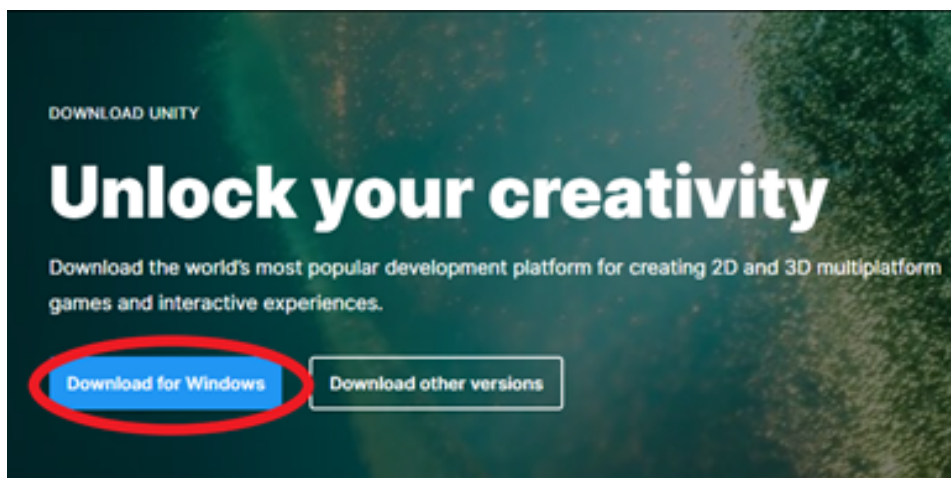 DOWNLOAD UNITY
Unlock your creativity
Download the world's most popular development platform for creating 2D and 3D multiplatform
games and interactive experiences.
Download for Windows
Download other versions